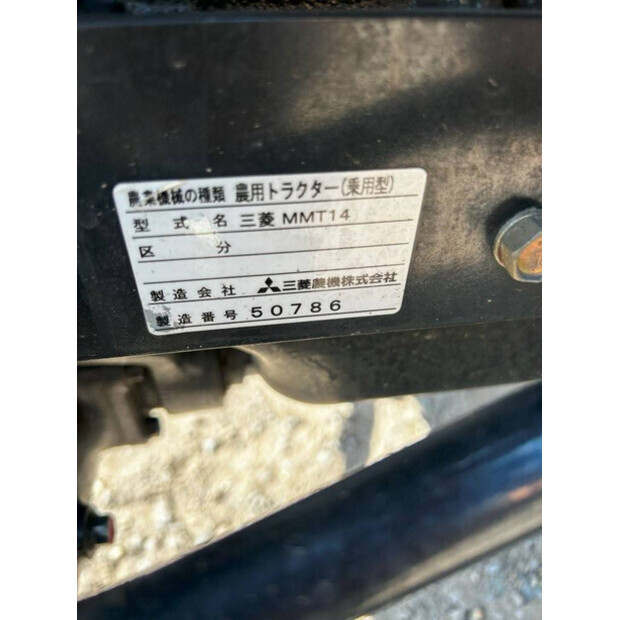 農業機械の種類 農用トラクター(乗用型)
型式名 三菱 MMT14
区分
製造会社 三菱農機株式会社
製造番号 50786